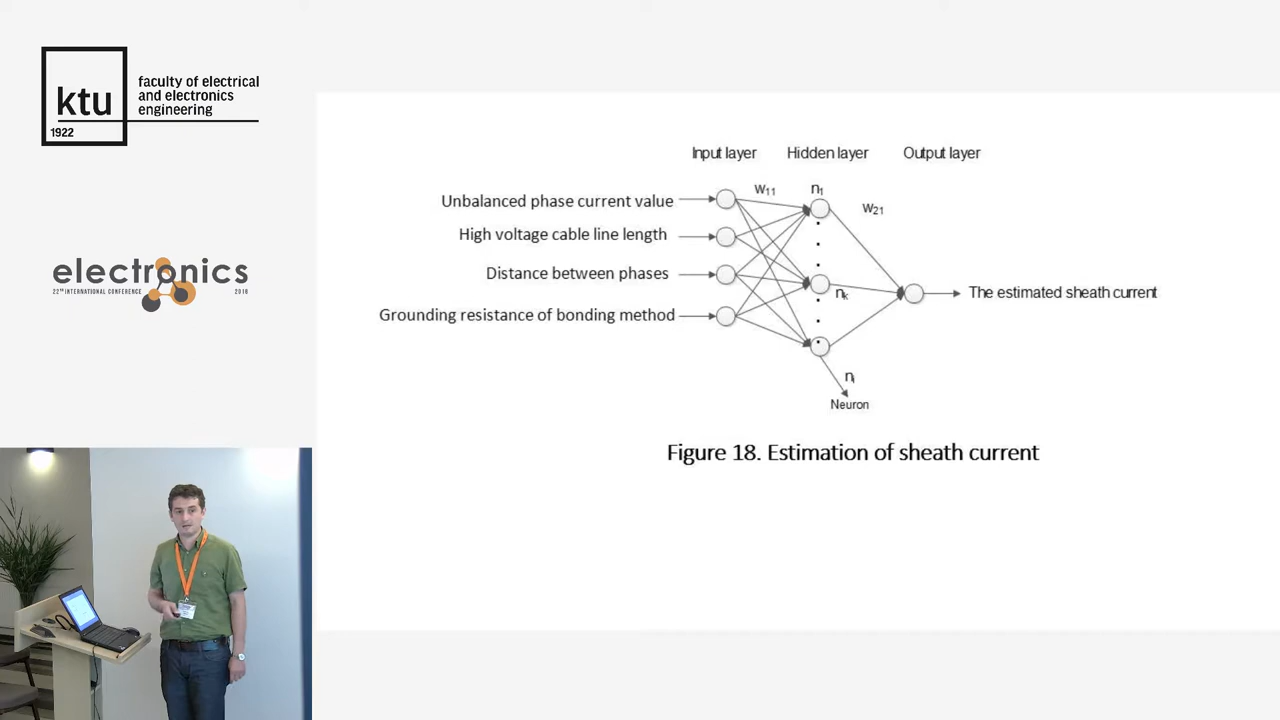 ktu
1922
faculty of electrical
and electronics
engineering
electronics
22ND INTERNATIONAL CONFERENCE 2018
Input layer Hidden layer Output layer
Unbalanced phase current value
High voltage cable line length
Distance between phases
Grounding resistance of bonding method
w11
n1
w21
nk
ni
Neuron
The estimated sheath current
Figure 18. Estimation of sheath current